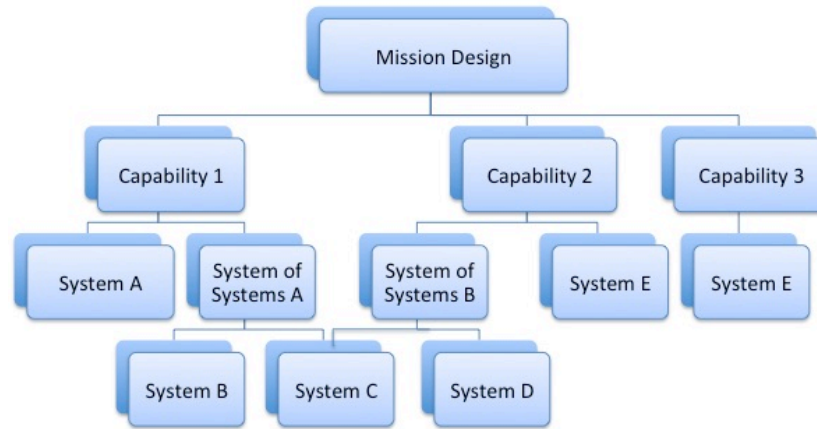 Mission Design
Capability 1
Capability 2
Capability 3
System A
System of
Systems A
System of
Systems B
System E
System E
System B
System C
System D